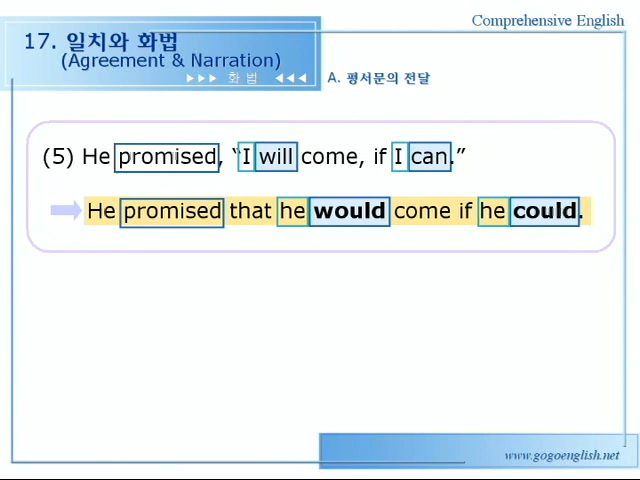 Comprehensive English
17. 일치와 화법
(Agreement & Narration)
▶▶▶ 화 법 ◀◀◀
A. 평서문의 전달
(5) He promised, “I will come, if I can.”
He promised that he would come if he could.
www.gogoenglish.net